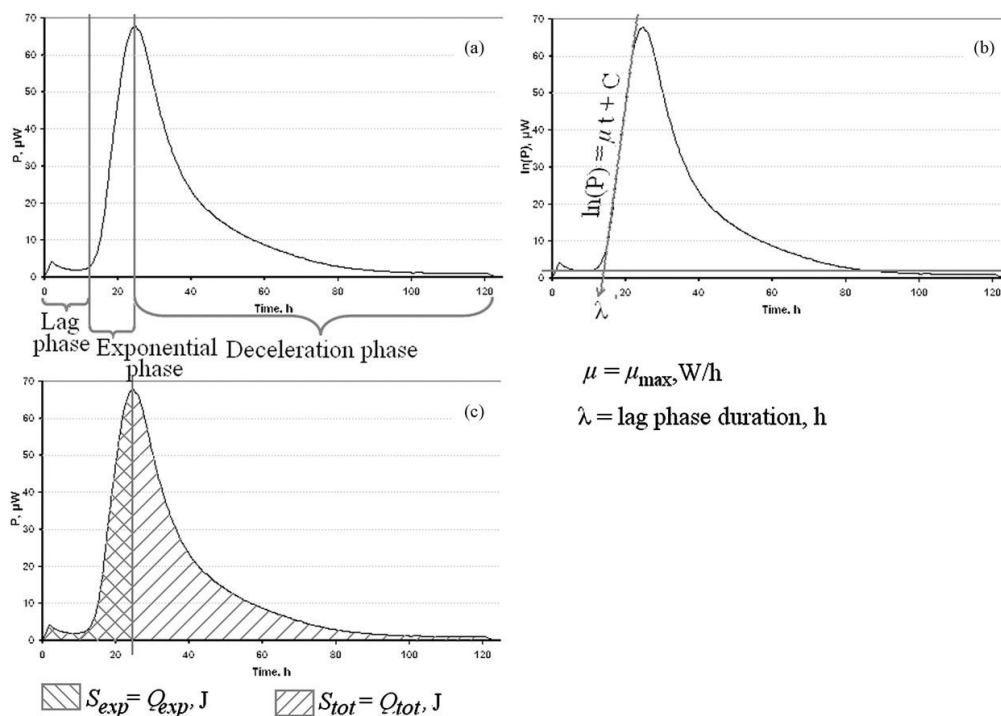 70
60
50
40
30
20
10
0
P, µW
(a)
0 20 40 60 80 100 120
Time, h
Lag
phase
Exponential
phase
Deceleration phase
70
60
50
40
30
20
10
0
ln(P), µW
(b)
ln(P) = µ t + C
0 20 40 60 80 100 120
λ
Time, h
µ = µmax, W/h
λ = lag phase duration, h
70
60
50
40
30
20
10
0
P, µW
(c)
0 20 40 60 80 100 120
Time, h
Sexp= Qexp, J
Stot= Qtot, J